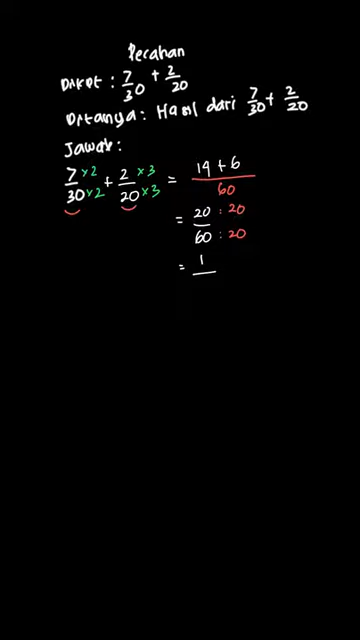 Pecahan
Diket : 7/30 + 2/20
Ditanya : Hasil dari 7/30 + 2/20
Jawab :
7×2/30×2 + 2×3/20×3 = 14+6/60
= 20:20/60:20
= 1/